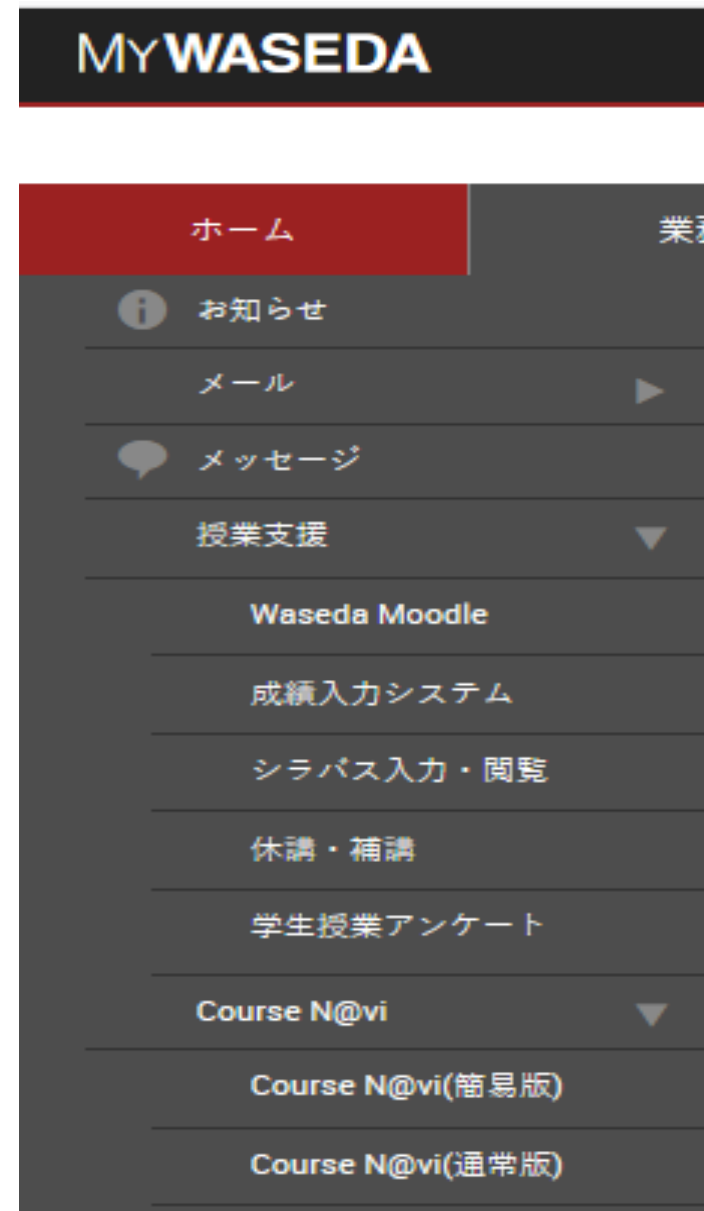 MYWASEDA
ホーム
お知らせ
メール
メッセージ
授業支援
Waseda Moodle
成績入力システム
シラバス入力・閲覧
休講・補講
学生授業アンケート
Course N@vi
Course N@vi(簡易版)
Course N@vi(通常版)